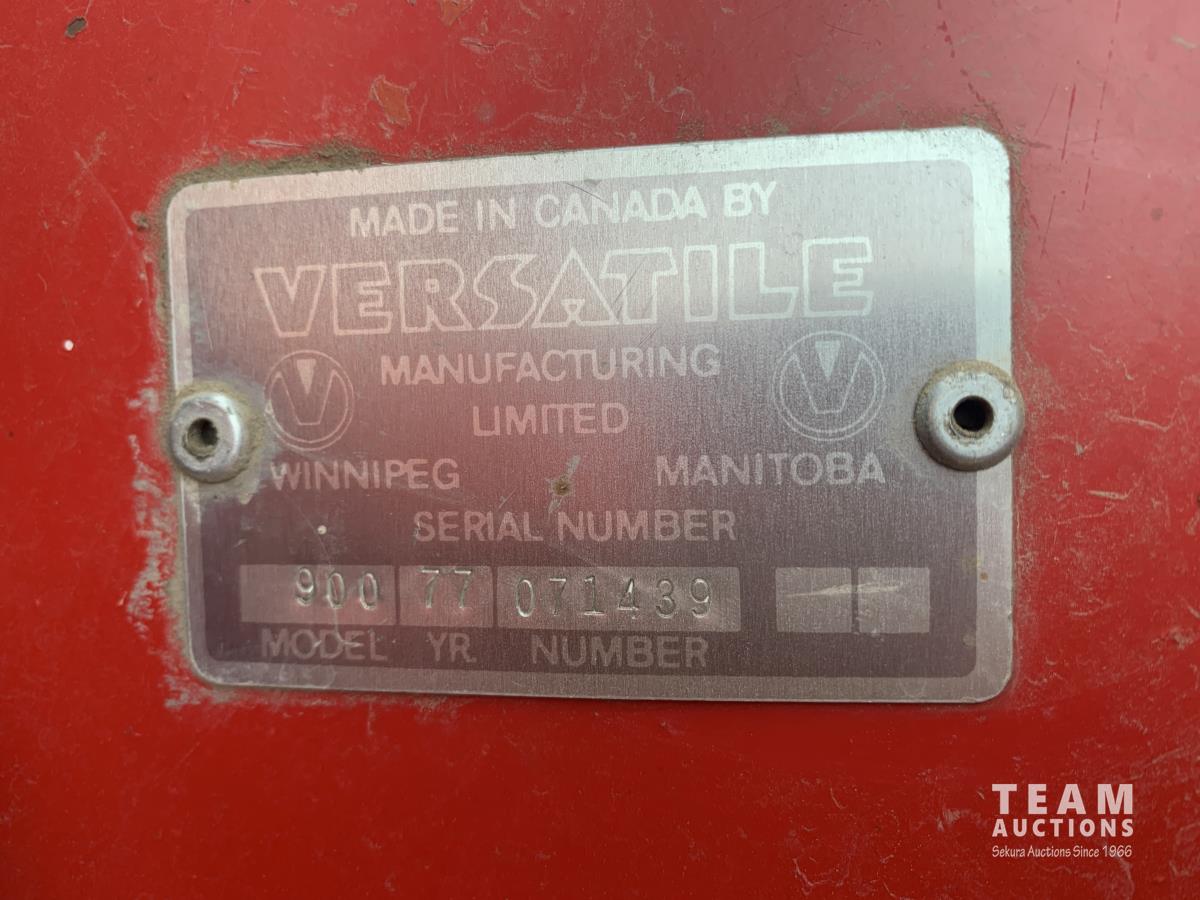 MADE IN CANADA BY
VERSATILE
MANUFACTURING
LIMITED
WINNIPEG MANITOBA
SERIAL NUMBER
900 77 071439
MODEL YR. NUMBER
TEAM
AUCTIONS
Sekura Auctions Since 1966